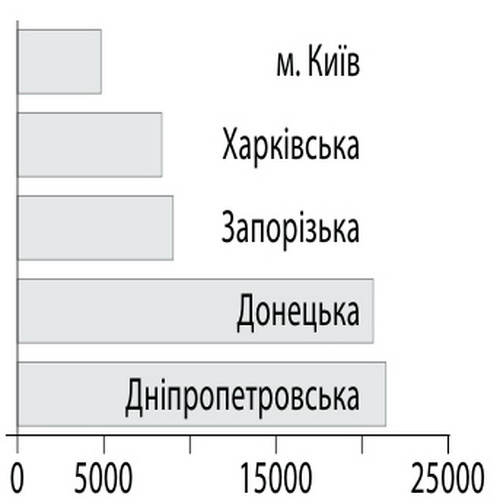 м. Київ
Харківська
Запорізька
Донецька
Дніпропетровська
0 5000 15000 25000